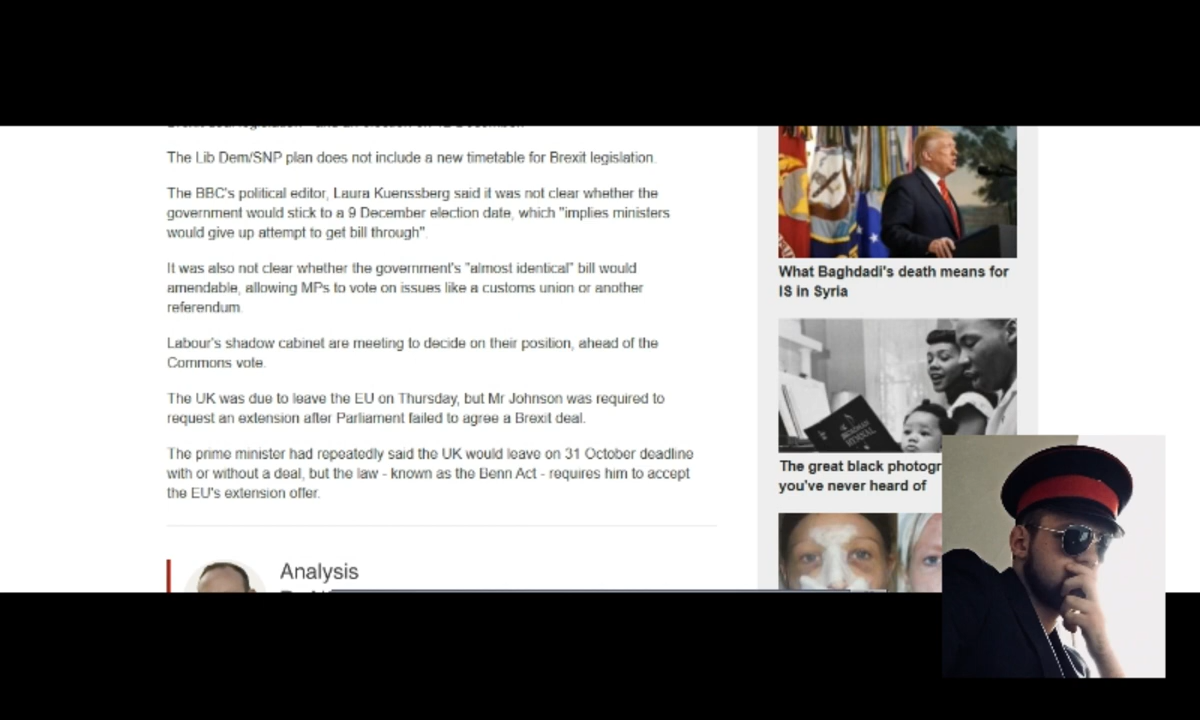 The Lib Dem/SNP plan does not include a new timetable for Brexit legislation.
The BBC's political editor, Laura Kuenssberg said it was not clear whether the
government would stick to a 9 December election date, which "implies ministers
would give up attempt to get bill through".
It was also not clear whether the government's "almost identical" bill would
amendable, allowing MPs to vote on issues like a customs union or another
referendum.
Labour's shadow cabinet are meeting to decide on their position, ahead of the
Commons vote.
The UK was due to leave the EU on Thursday, but Mr Johnson was required to
request an extension after Parliament failed to agree a Brexit deal.
The prime minister had repeatedly said the UK would leave on 31 October deadline
with or without a deal, but the law - known as the Benn Act - requires him to accept
the EU's extension offer.
Analysis
What Baghdadi's death means for
IS in Syria
The great black photogr
you've never heard of